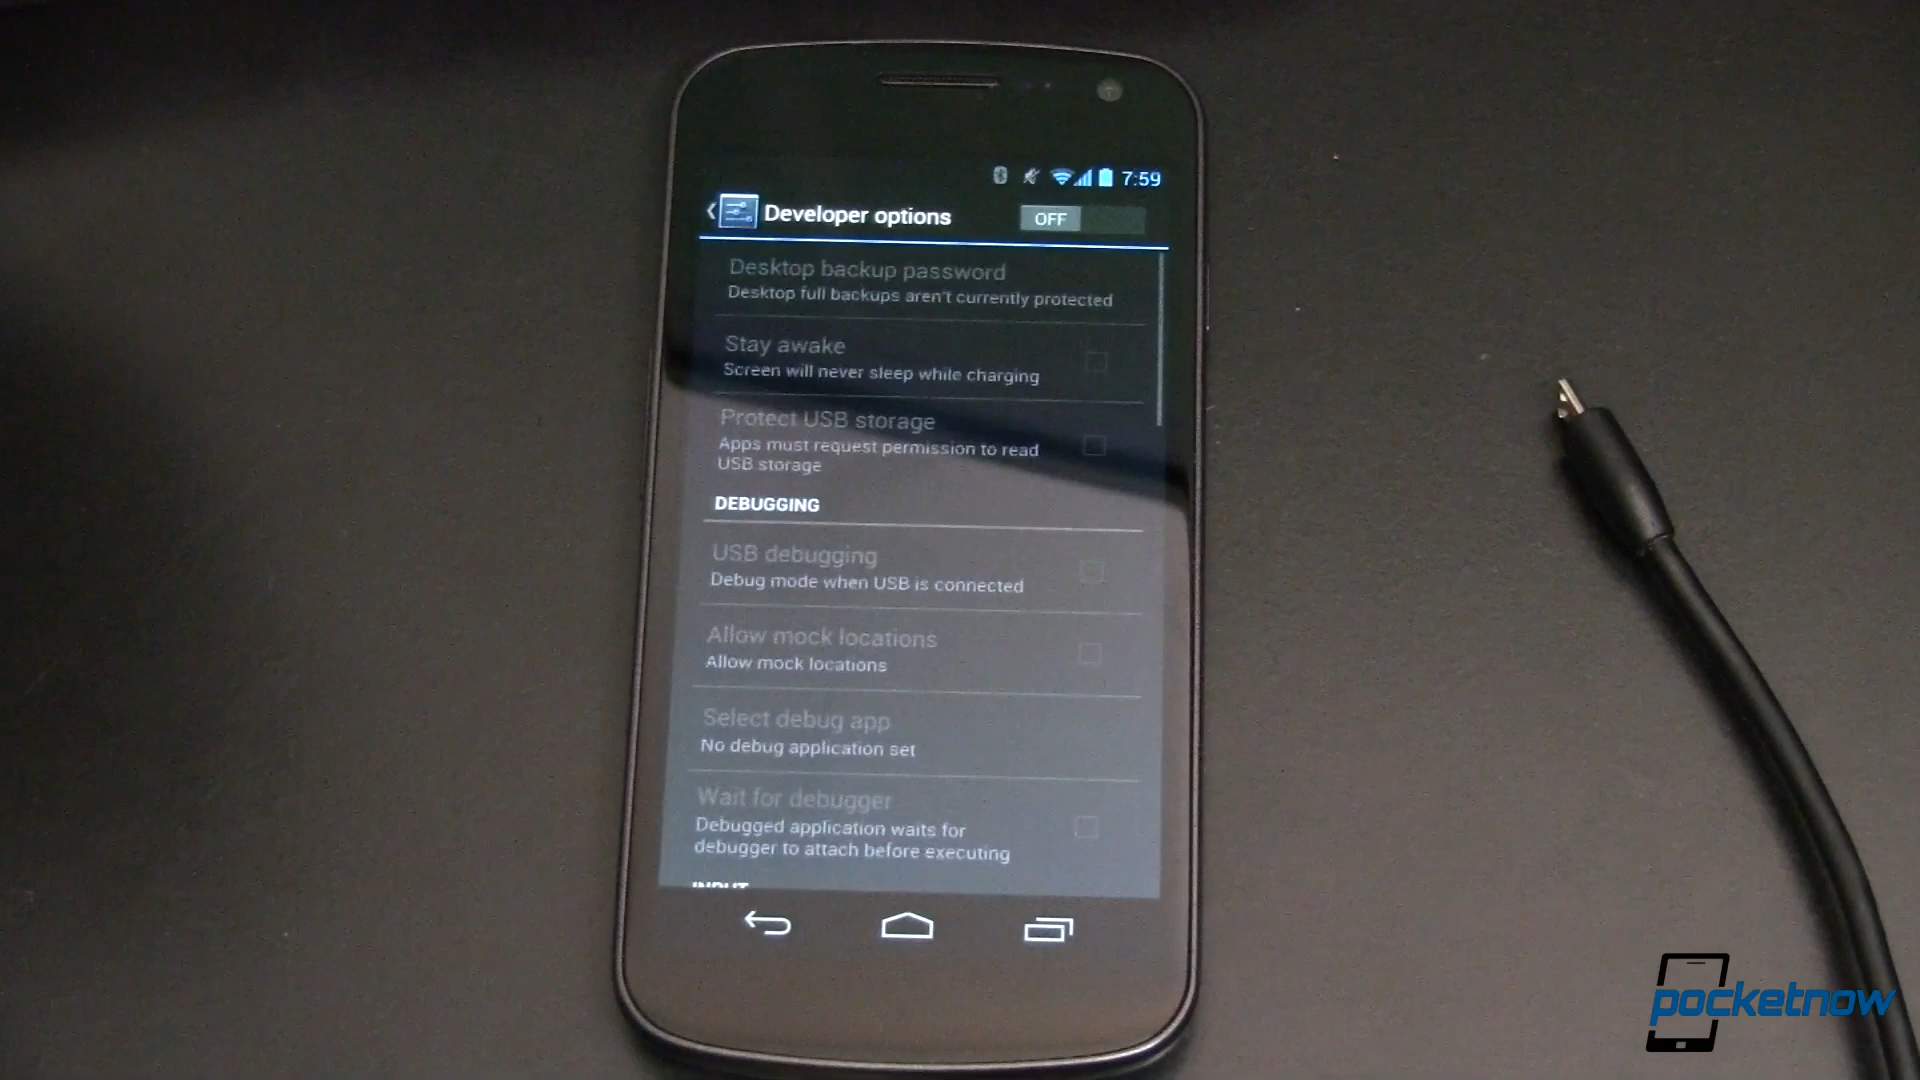 7:59
Developer options
OFF
Desktop backup password
Desktop full backups aren't currently protected
Stay awake
Screen will never sleep while charging
Protect USB storage
Apps must request permission to read
USB storage
DEBUGGING
USB debugging
Debug mode when USB is connected
Allow mock locations
Allow mock locations
Select debug app
No debug application set
Wait for debugger
Debugged application waits for
debugger to attach before executing
INPUT
pocketnow